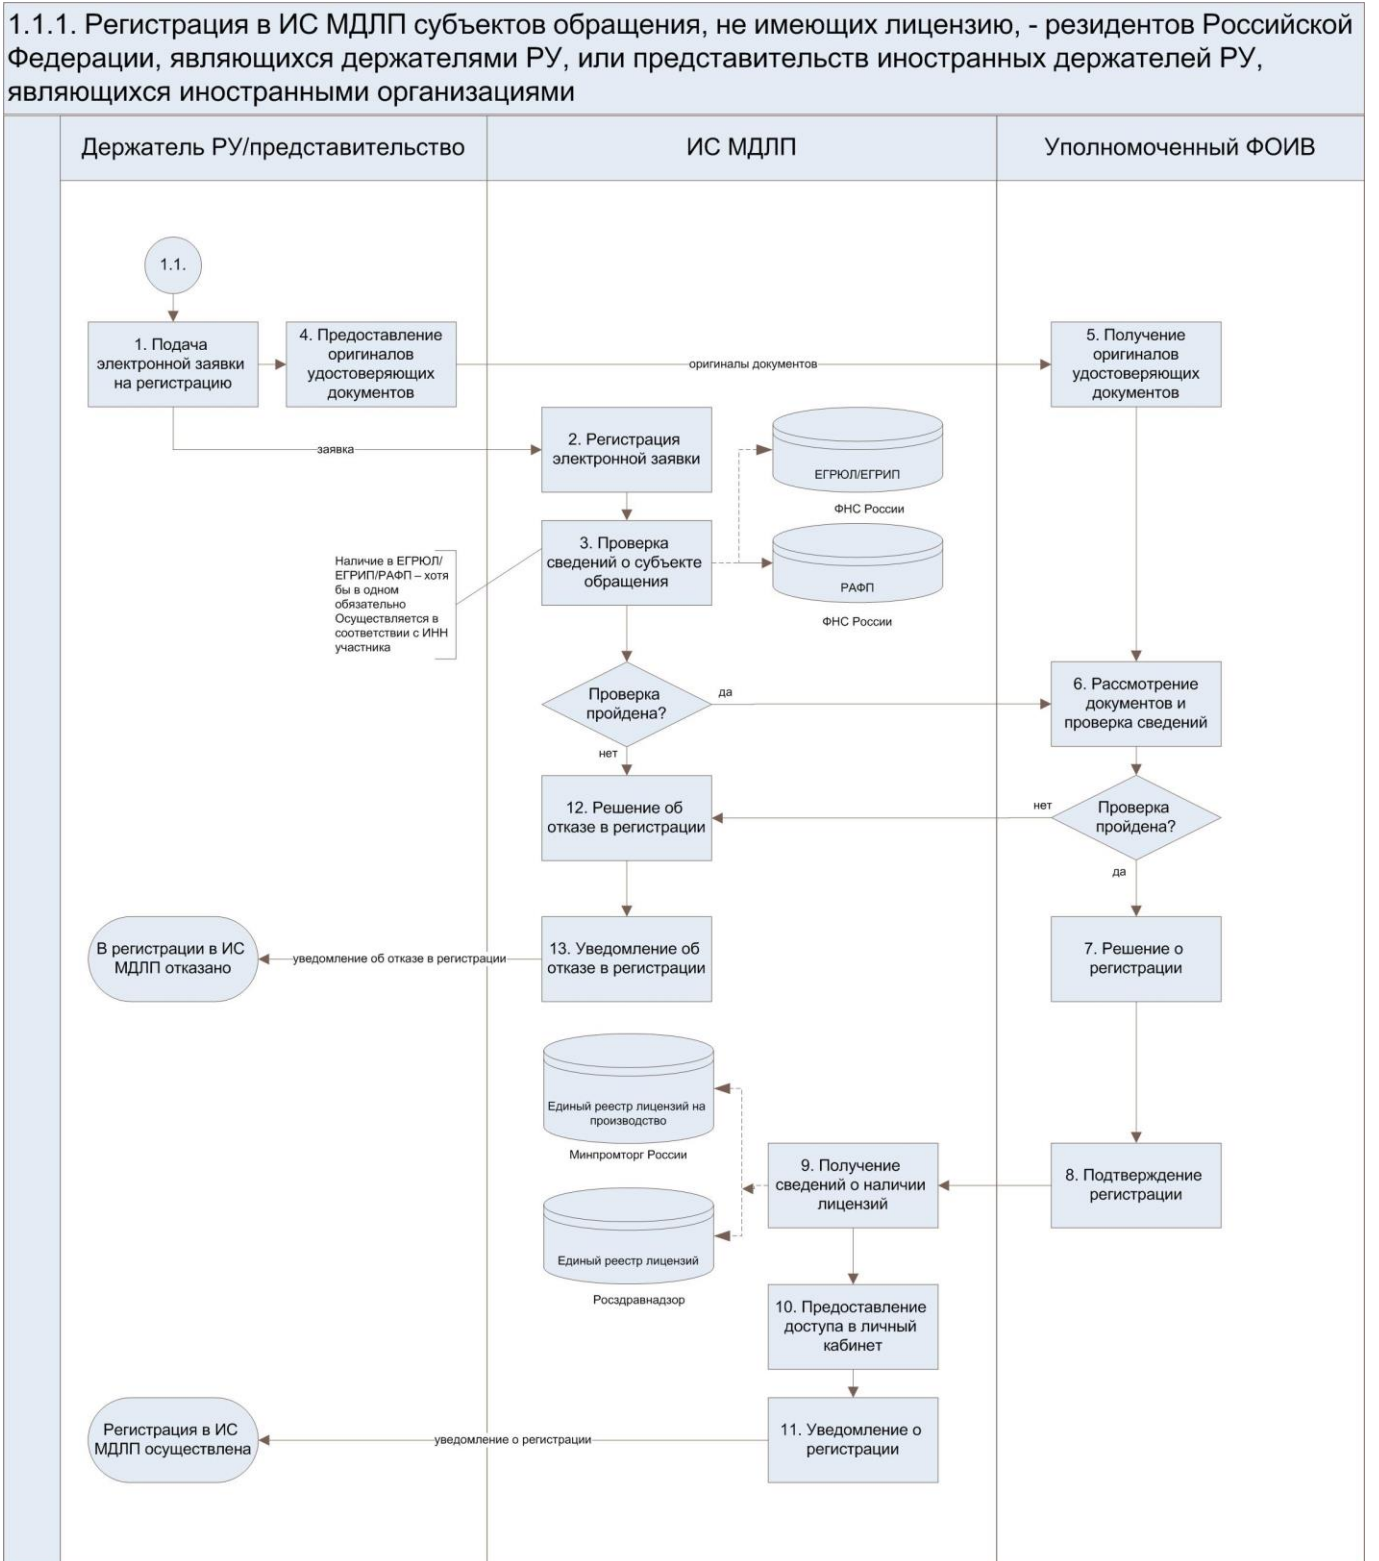 1.1.1. Регистрация в ИС МДЛП субъектов обращения, не имеющих лицензию, - резидентов Российской
Федерации, являющихся держателями РУ, или представительств иностранных держателей РУ,
являющихся иностранными организациями
Держатель РУ/представительство
ИС МДЛП
Уполномоченный ФОИВ
1.1.
1. Подача
электронной заявки
на регистрацию
4. Предоставление
оригиналов
удостоверяющих
документов
оригиналы документов
5. Получение
оригиналов
удостоверяющих
документов
заявка
2. Регистрация
электронной заявки
ЕГРЮЛ/ЕГРИП
ФНС России
3. Проверка
сведений о субъекте
обращения
РАФП
ФНС России
Наличие в ЕГРЮЛ/
ЕГРИП/РАФП – хотя
бы в одном
обязательно
Осуществляется в
соответствии с ИНН
участника
Проверка
пройдена?
да
нет
6. Рассмотрение
документов и
проверка сведений
12. Решение об
отказе в регистрации
нет
Проверка
пройдена?
да
В регистрации в ИС
МДЛП отказано
уведомление об отказе в регистрации
13. Уведомление об
отказе в регистрации
7. Решение о
регистрации
Единый реестр лицензий на
производство
Минпромторг России
9. Получение
сведений о наличии
лицензий
8. Подтверждение
регистрации
Единый реестр лицензий
Росздравнадзор
10. Предоставление
доступа в личный
кабинет
Регистрация в ИС
МДЛП осуществлена
уведомление о регистрации
11. Уведомление о
регистрации